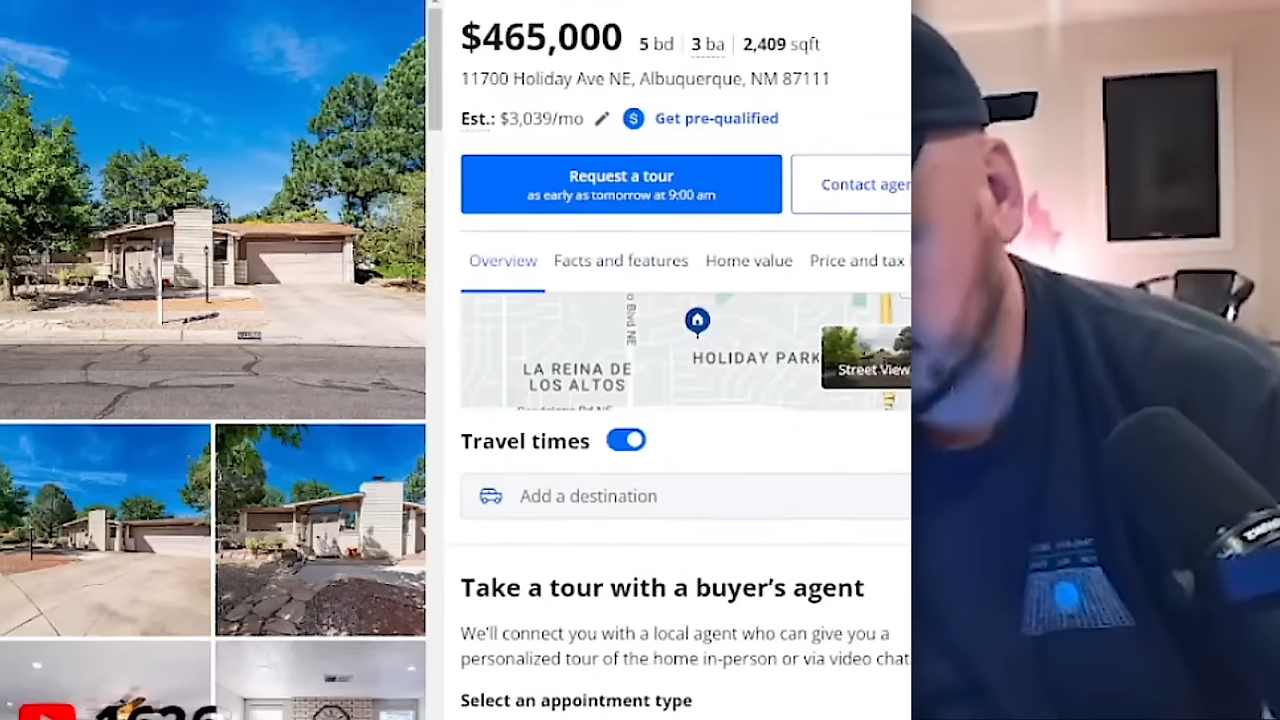 $465,000 5 bd 3 ba 2,409 sqft
11700 Holiday Ave NE, Albuquerque, NM 87111
Est.: $3,039/mo $ Get pre-qualified
Request a tour
as early as tomorrow at 9:00 am
Contact agen
Overview Facts and features Home value Price and tax
o Blvd NE
HOLIDAY PARK
LA REINA DE
LOS ALTOS
Street View
Travel times
Add a destination
Take a tour with a buyer's agent
We'll connect you with a local agent who can give you a
personalized tour of the home in-person or via video chat
Select an appointment type